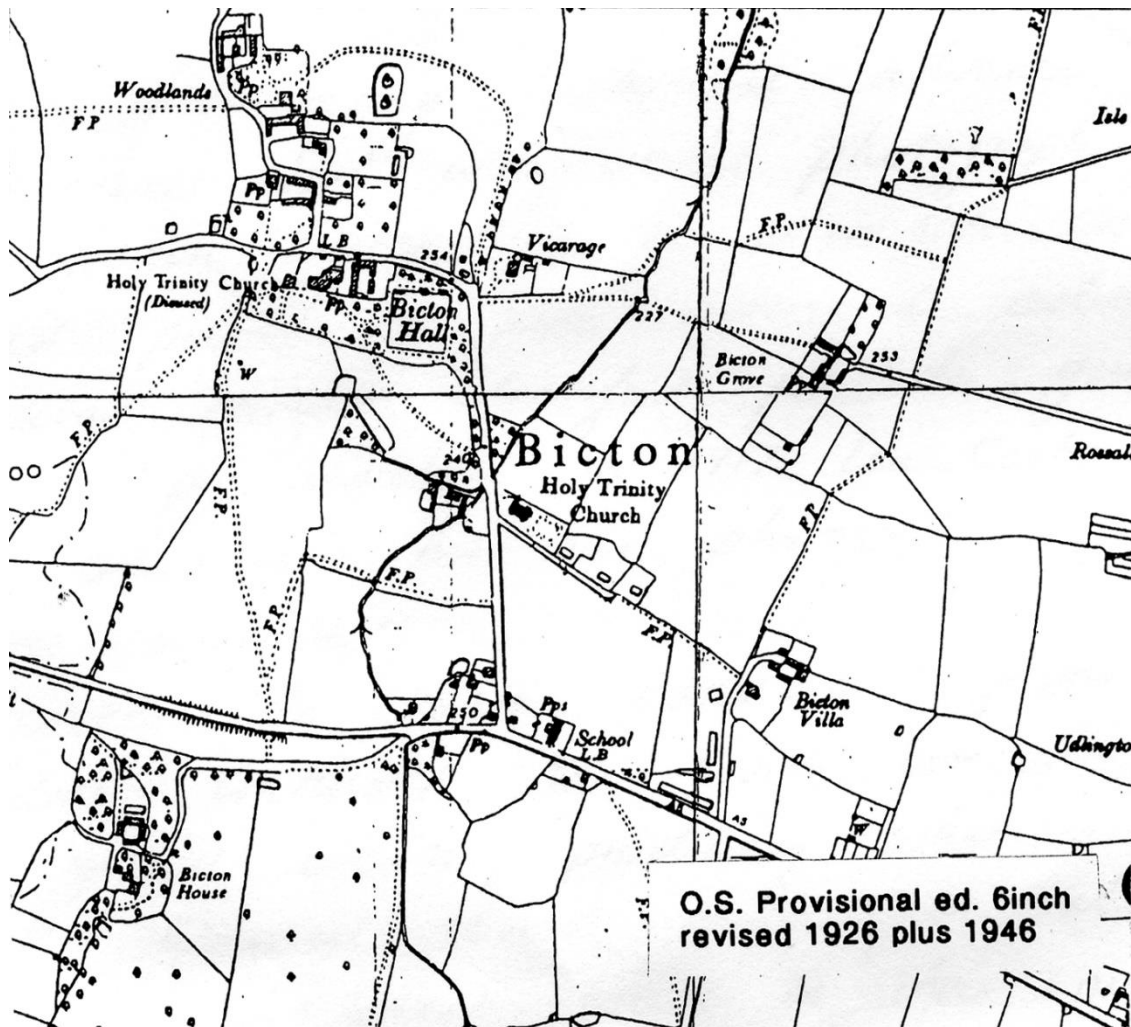 Woodlands
Pp
F.P
Isle
Pp
F.P.
L B
254
Vicarage
Holy Trinity Church
(Disused)
Pp
Bicton
Hall
227
Bicton
Grove
253
W
F.P
240
Bicton
Holy Trinity
Church
F.P.
F.P
F.P
F.P
F.P.
250
Pp
Pps
School
L B
Bicton
Villa
A5
W
Bicton
House
O.S. Provisional ed. 6inch
revised 1926 plus 1946